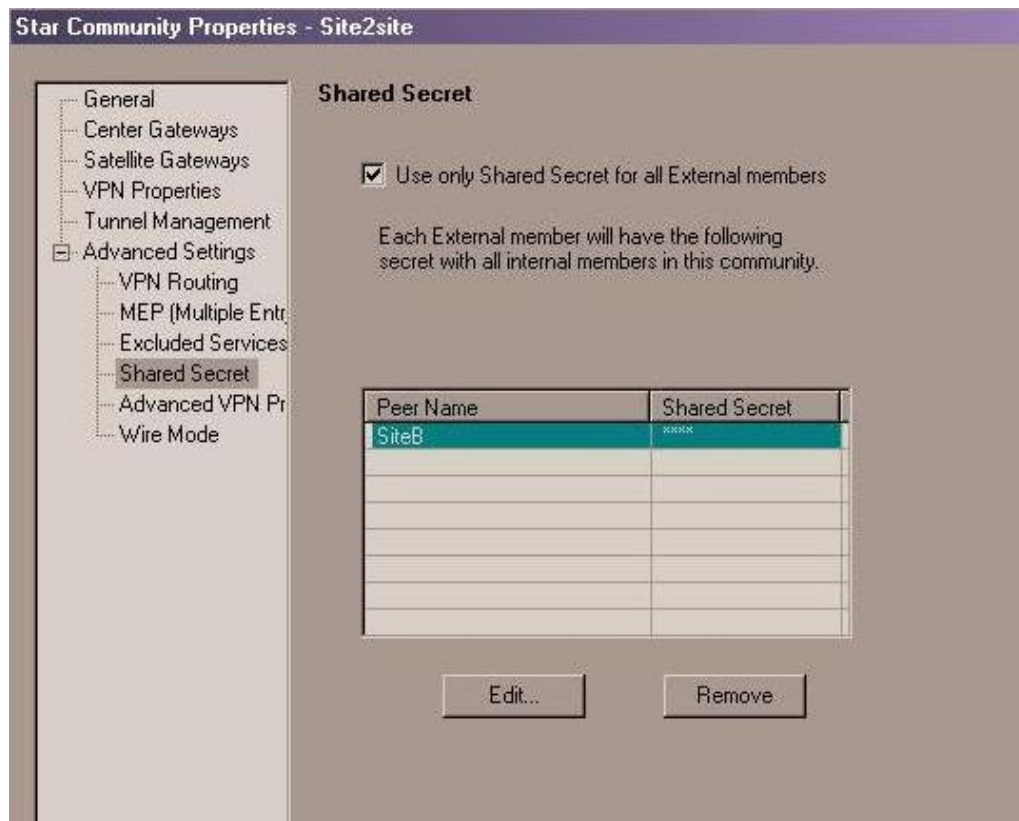 Star Community Properties - Site2site
General
Center Gateways
Satellite Gateways
VPN Properties
Tunnel Management
Advanced Settings
VPN Routing
MEP (Multiple Entr
Excluded Services
Shared Secret
Advanced VPN Pr
Wire Mode
Shared Secret
Use only Shared Secret for all External members
Each External member will have the following
secret with all internal members in this community.
Peer Name Shared Secret
SiteB ****
Edit... Remove